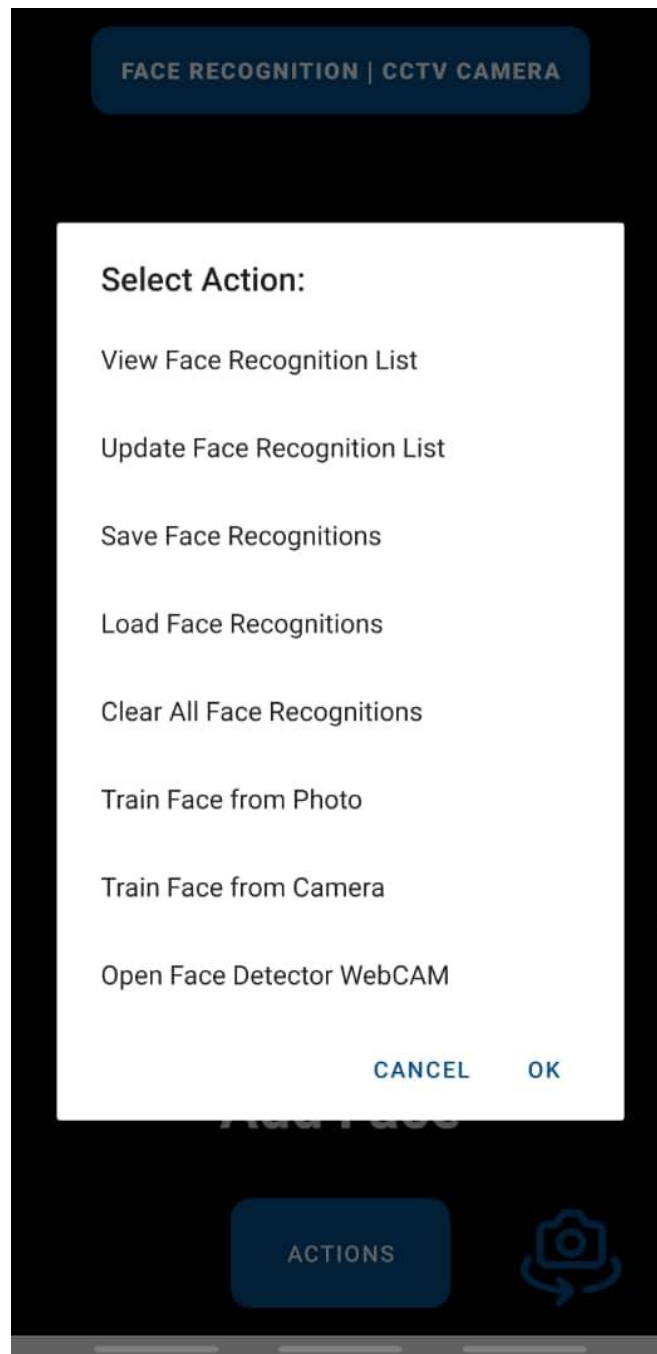 FACE RECOGNITION | CCTV CAMERA
Select Action:
View Face Recognition List
Update Face Recognition List
Save Face Recognitions
Load Face Recognitions
Clear All Face Recognitions
Train Face from Photo
Train Face from Camera
Open Face Detector WebCAM
CANCEL OK
Add Face
ACTIONS